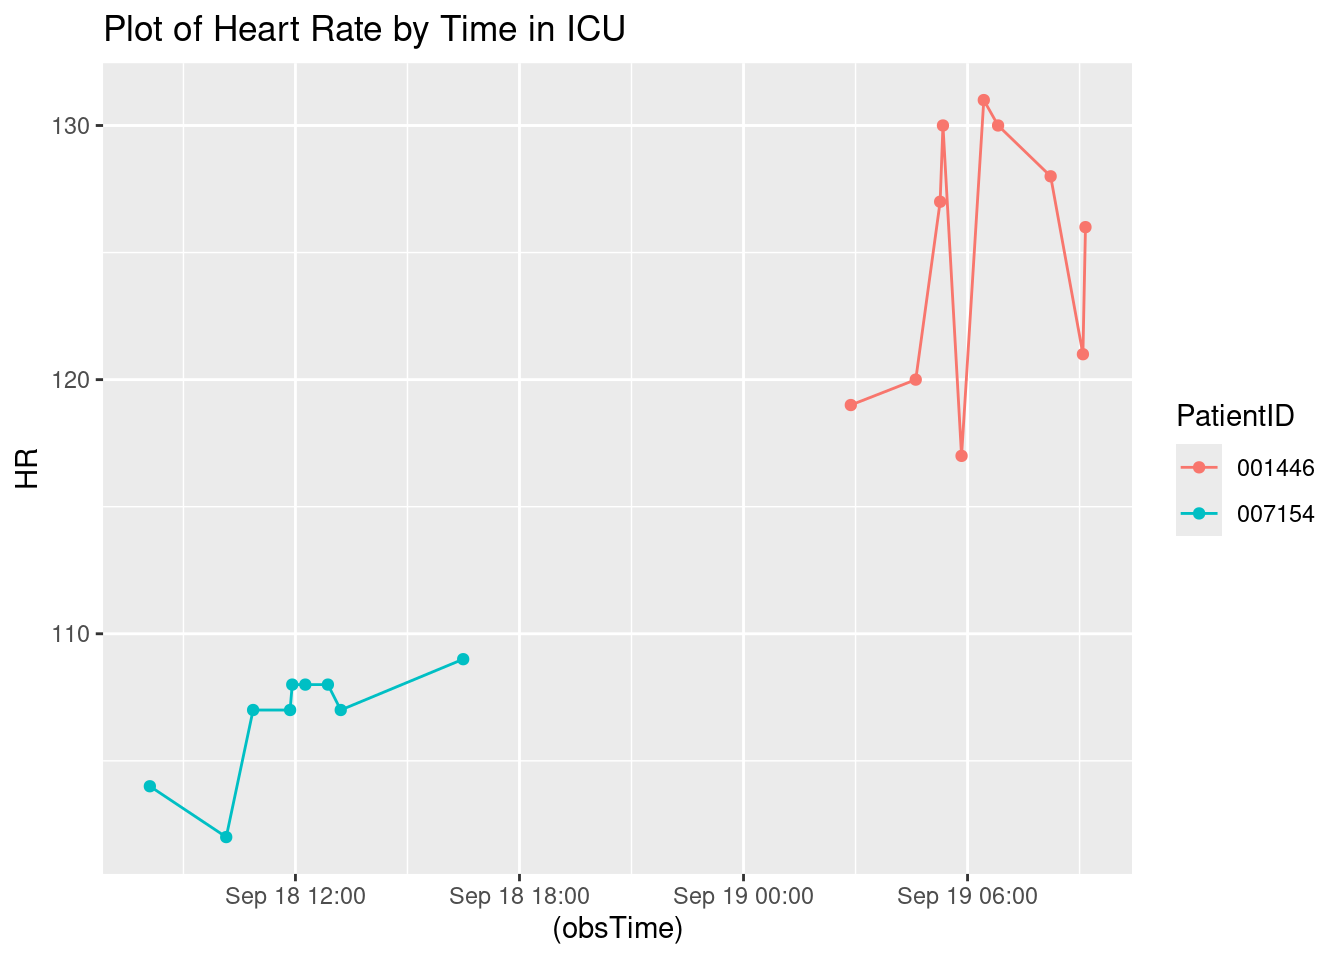 Plot of Heart Rate by Time in ICU
130
120
110
HR
Sep 18 12:00
Sep 18 18:00
Sep 19 00:00
Sep 19 06:00
(obsTime)
PatientID
001446
007154